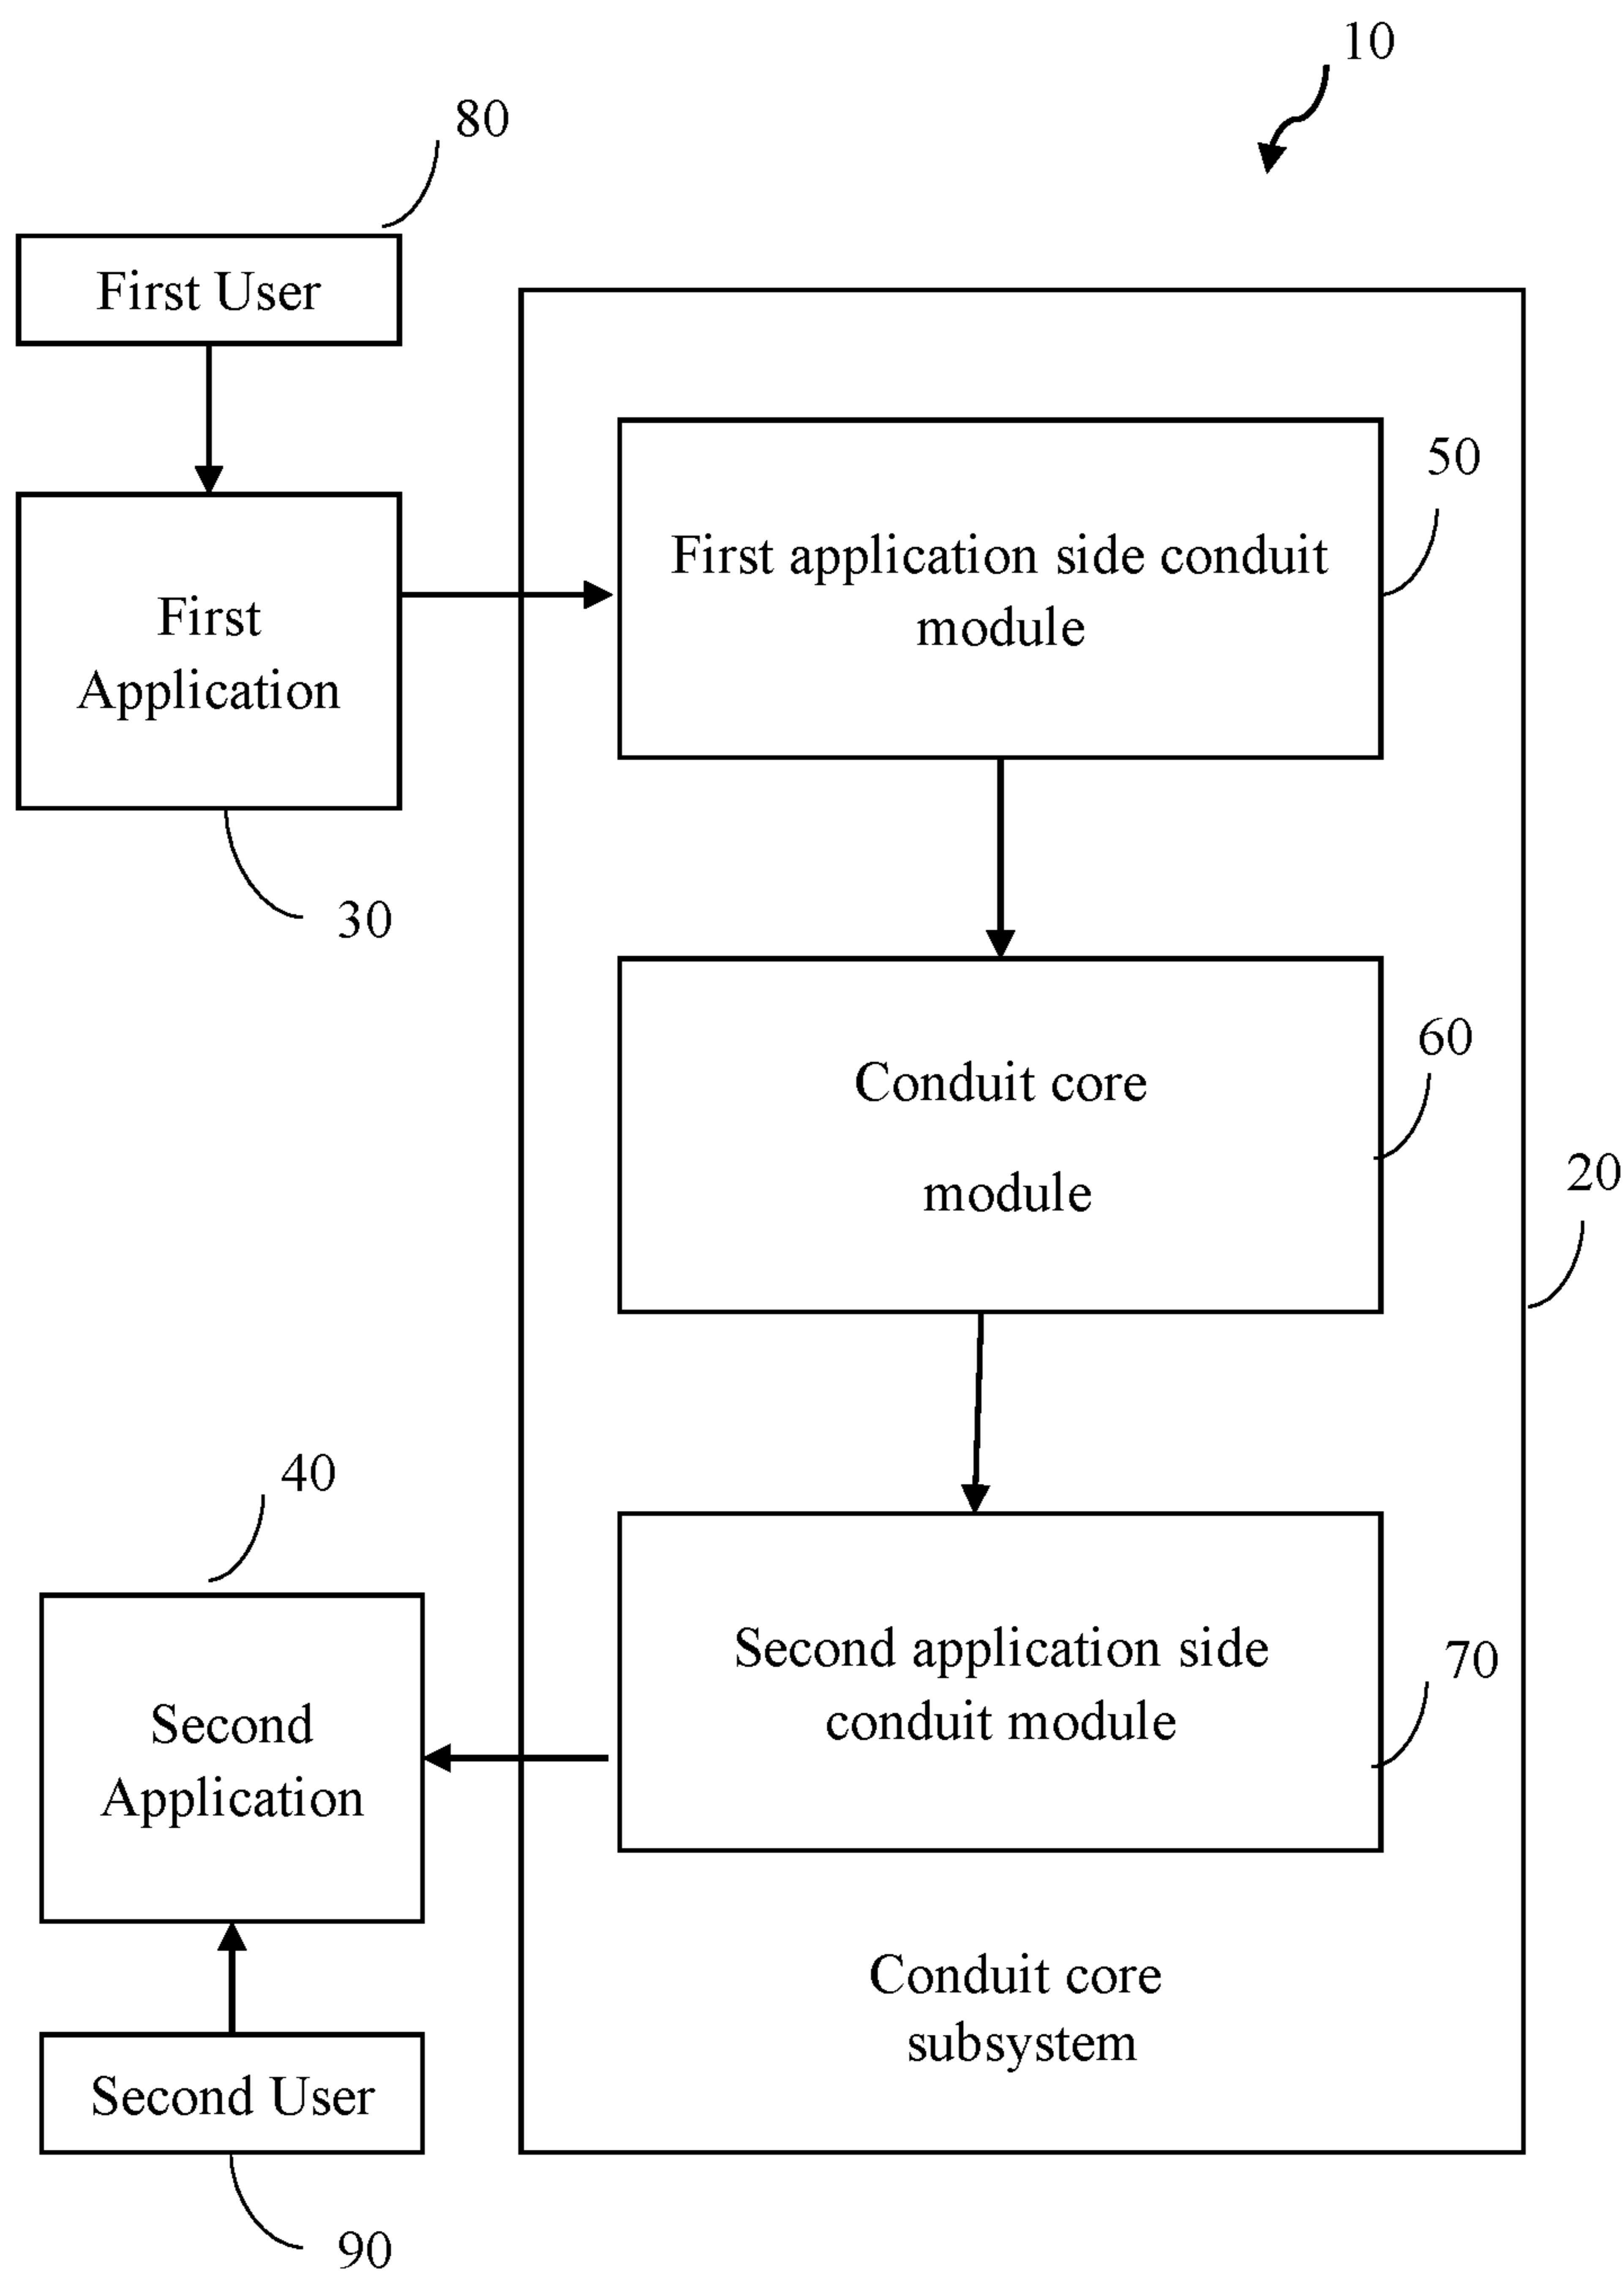 10
80
First User
50
First application side conduit
module
First
Application
30
60
Conduit core
module
20
40
Second application side
conduit module
70
Second
Application
Conduit core
subsystem
Second User
90